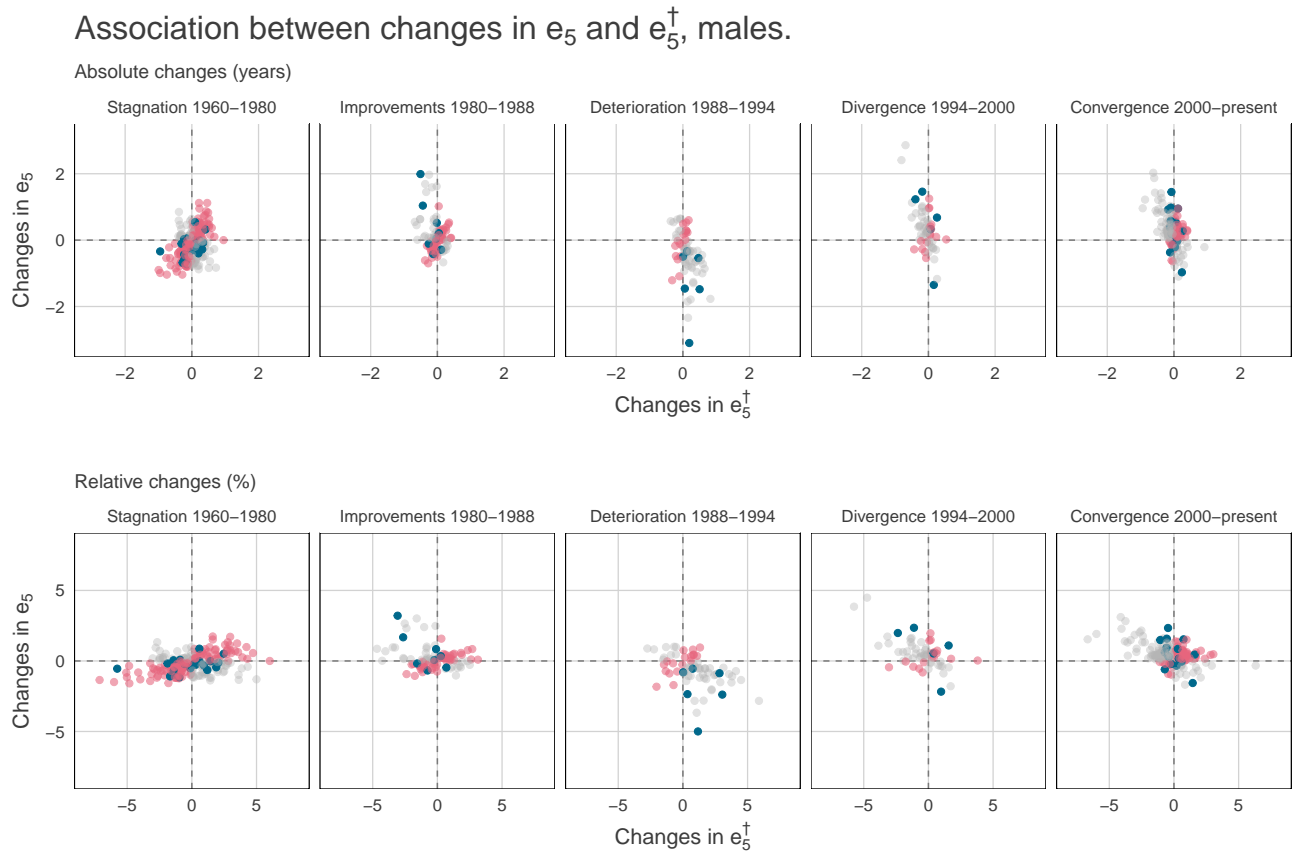 Association between changes in e₅ and e₅†, males.
Absolute changes (years)
Stagnation 1960−1980 Improvements 1980−1988 Deterioration 1988−1994 Divergence 1994−2000 Convergence 2000−present
Changes in e₅
2
0
−2
−2 0 2 −2 0 2 −2 0 2 −2 0 2 −2 0 2
Changes in e₅†
Relative changes (%)
Stagnation 1960−1980 Improvements 1980−1988 Deterioration 1988−1994 Divergence 1994−2000 Convergence 2000−present
Changes in e₅
5
0
−5
−5 0 5 −5 0 5 −5 0 5 −5 0 5 −5 0 5
Changes in e₅†